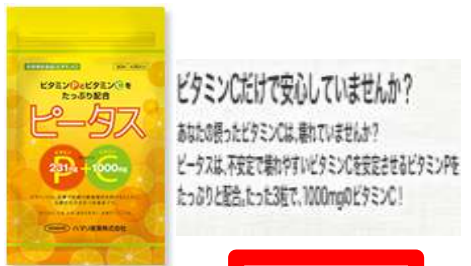 ビタミンPとビタミンCを
たっぷり配合
ピータス
231mg + 1000mg
P C
ハマリ産業株式会社
ビタミンCだけで安心していませんか？
あなたの摂ったビタミンCは、壊れていませんか？
ピータスは、不安定で壊れやすいビタミンCを安定させるビタミンPを
たっぷりと配合。たった3粒で、1000mgのビタミンC！